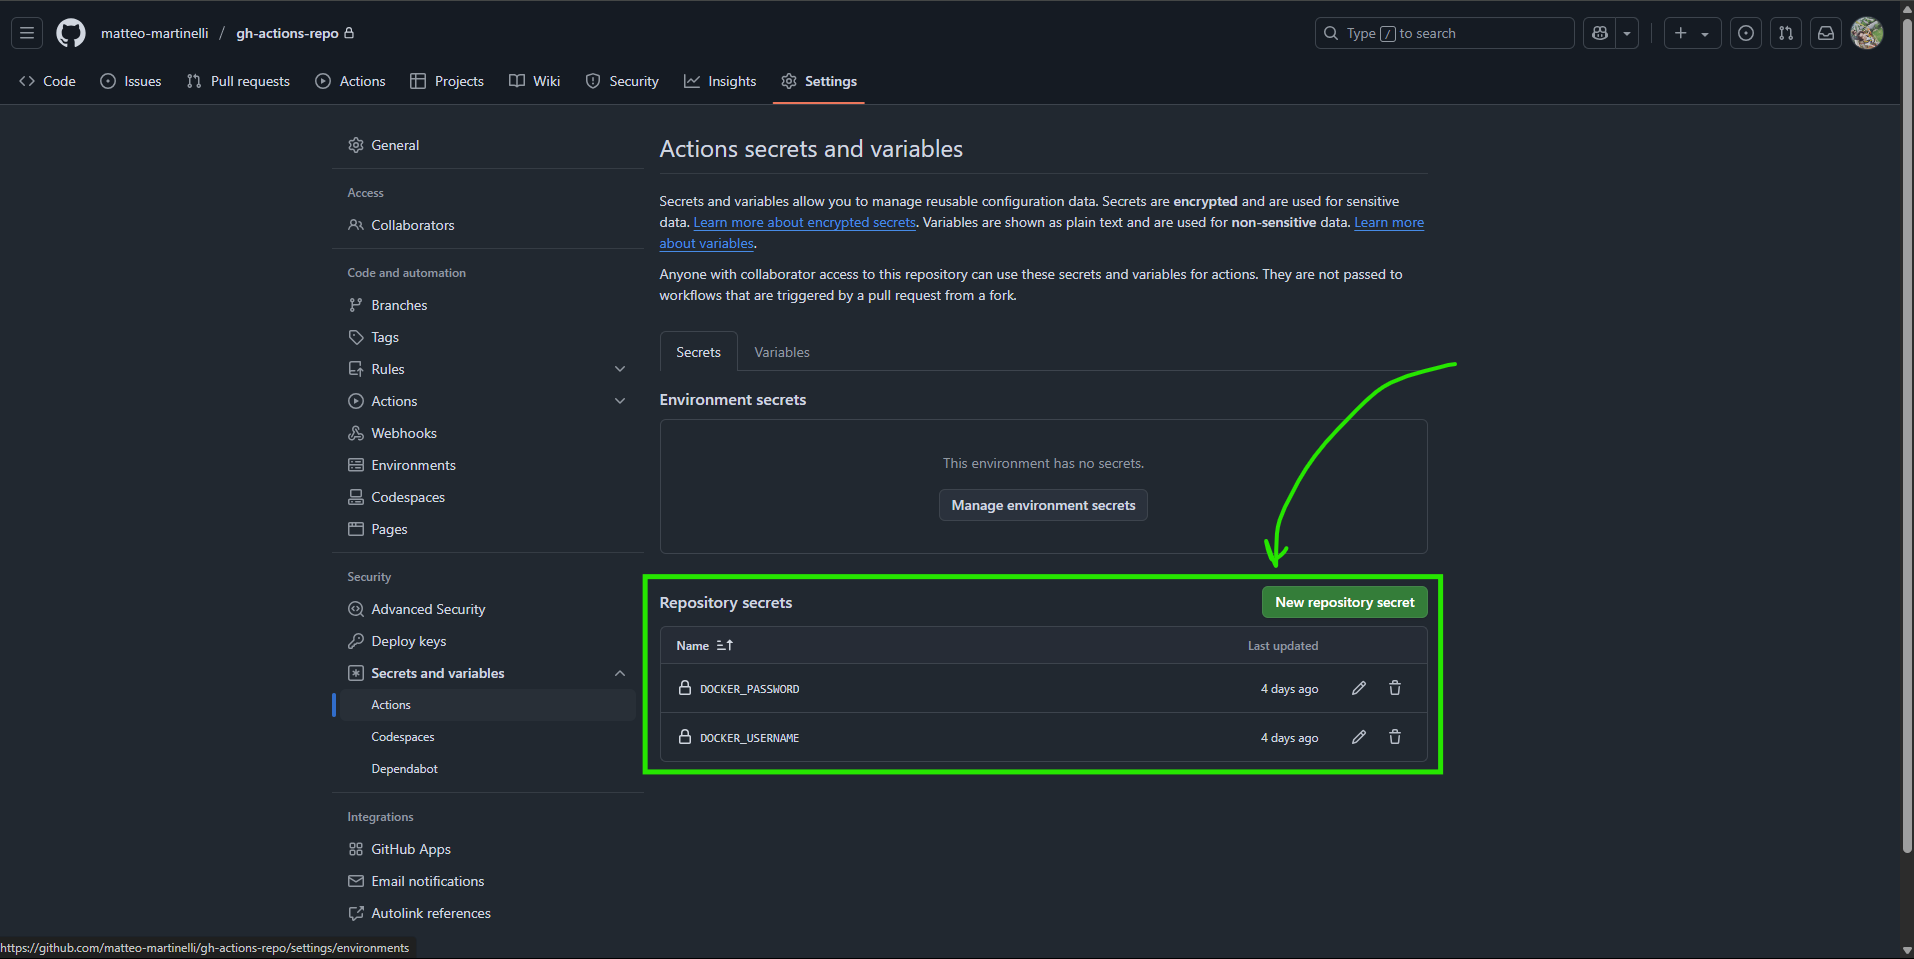 matteo-martinelli / gh-actions-repo
Type / to search
Code
Issues
Pull requests
Actions
Projects
Wiki
Security
Insights
Settings
General
Access
Collaborators
Code and automation
Branches
Tags
Rules
Actions
Webhooks
Environments
Codespaces
Pages
Security
Advanced Security
Deploy keys
Secrets and variables
Actions
Codespaces
Dependabot
Integrations
GitHub Apps
Email notifications
Autolink references
Actions secrets and variables
Secrets and variables allow you to manage reusable configuration data. Secrets are encrypted and are used for sensitive
data. Learn more about encrypted secrets. Variables are shown as plain text and are used for non-sensitive data. Learn more
about variables.
Anyone with collaborator access to this repository can use these secrets and variables for actions. They are not passed to
workflows that are triggered by a pull request from a fork.
Secrets
Variables
Environment secrets
This environment has no secrets.
Manage environment secrets
Repository secrets
New repository secret
Name
Last updated
DOCKER_PASSWORD
4 days ago
DOCKER_USERNAME
4 days ago
https://github.com/matteo-martinelli/gh-actions-repo/settings/environments